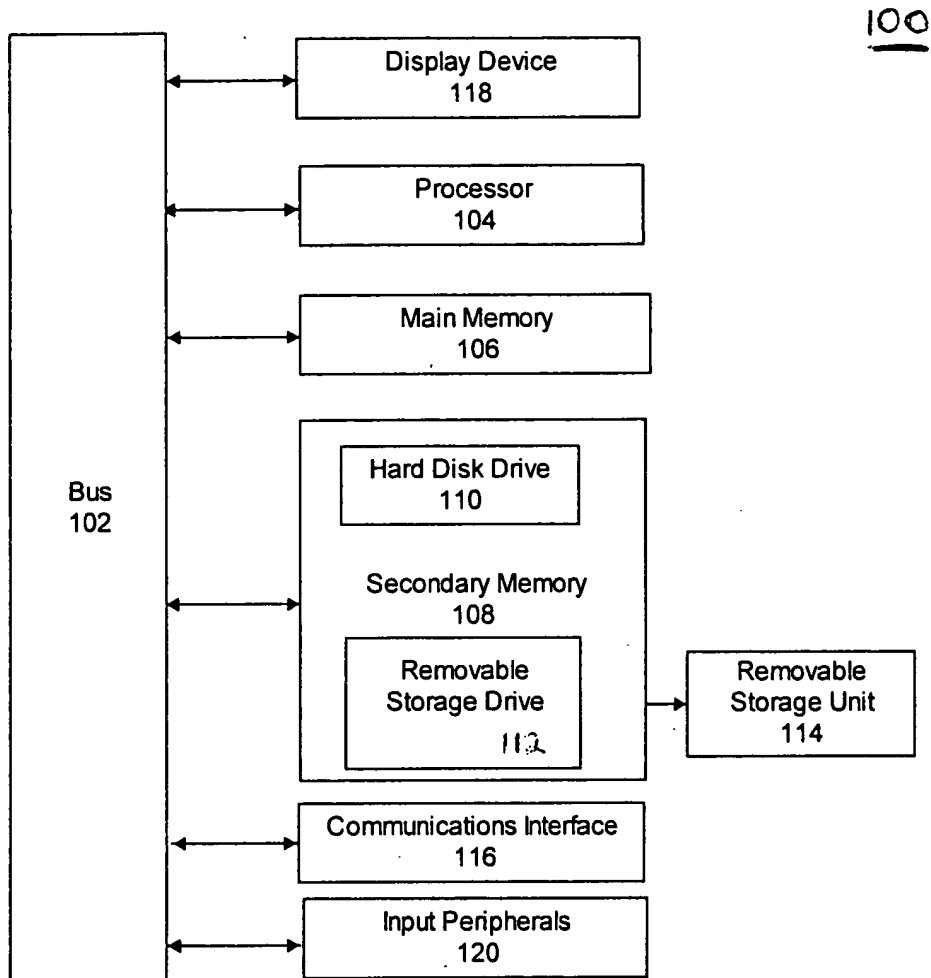 100
Display Device
118
Processor
104
Main Memory
106
Hard Disk Drive
110
Bus
102
Secondary Memory
108
Removable
Storage Drive
112
Removable
Storage Unit
114
Communications Interface
116
Input Peripherals
120